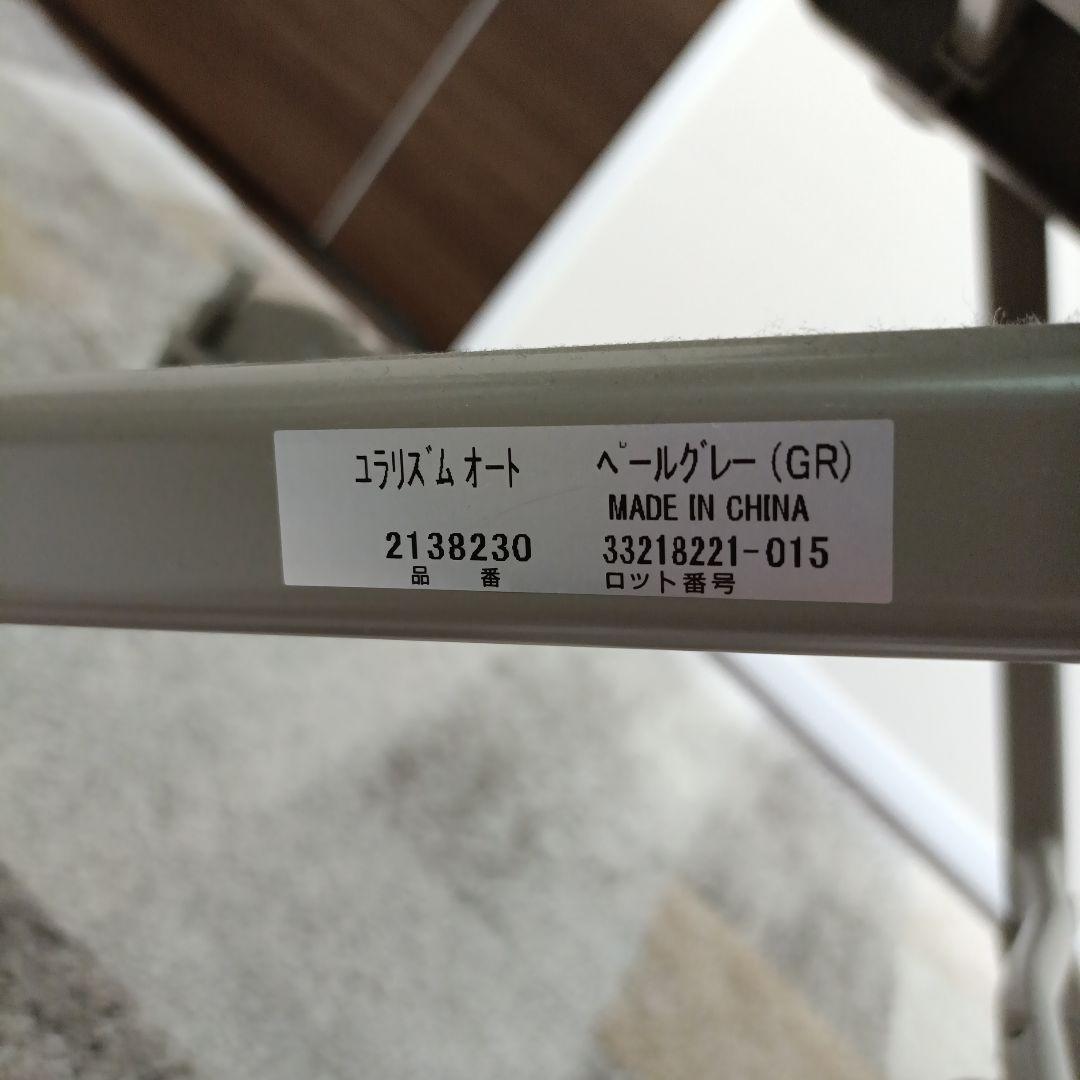 ユラリズム オート ペールグレー (GR)
MADE IN CHINA
2138230 33218221-015
品 番 ロット番号